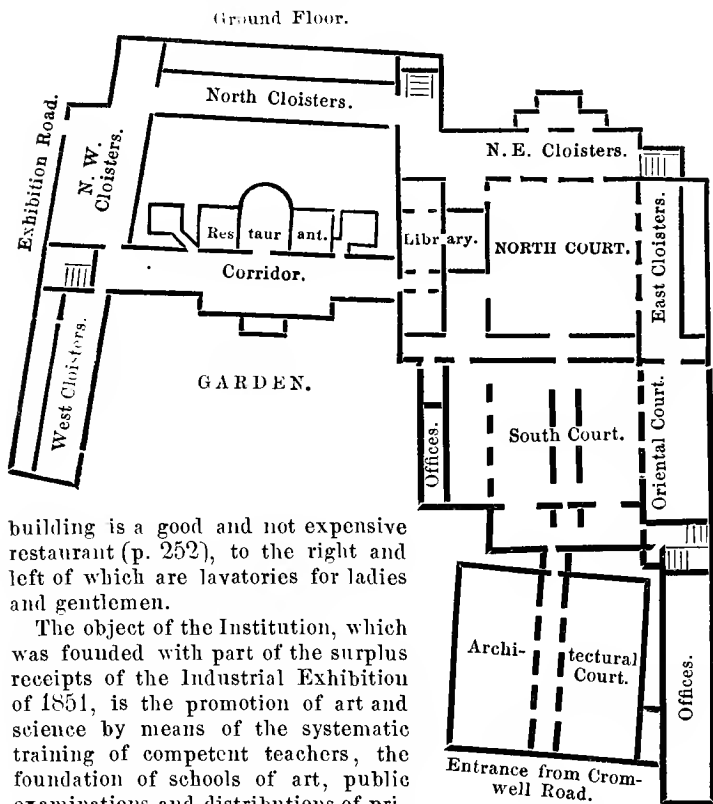 Ground Floor.
North Cloisters.
Exhibition Road.
N. W.
Cloisters.
N. E. Cloisters.
Res taur ant.
Library.
NORTH COURT.
East Cloisters.
Corridor.
West Cloisters.
GARDEN.
Offices.
South Court.
Oriental Court.
Archi-
tectural
Court.
Offices.
Entrance from Crom-
well Road.
building is a good and not expensive
restaurant (p. 252), to the right and
left of which are lavatories for ladies
and gentlemen.
The object of the Institution, which
was founded with part of the surplus
receipts of the Industrial Exhibition
of 1851, is the promotion of art and
science by means of the systematic
training of competent teachers, the
foundation of schools of art, public
examinations and distributions of pri-